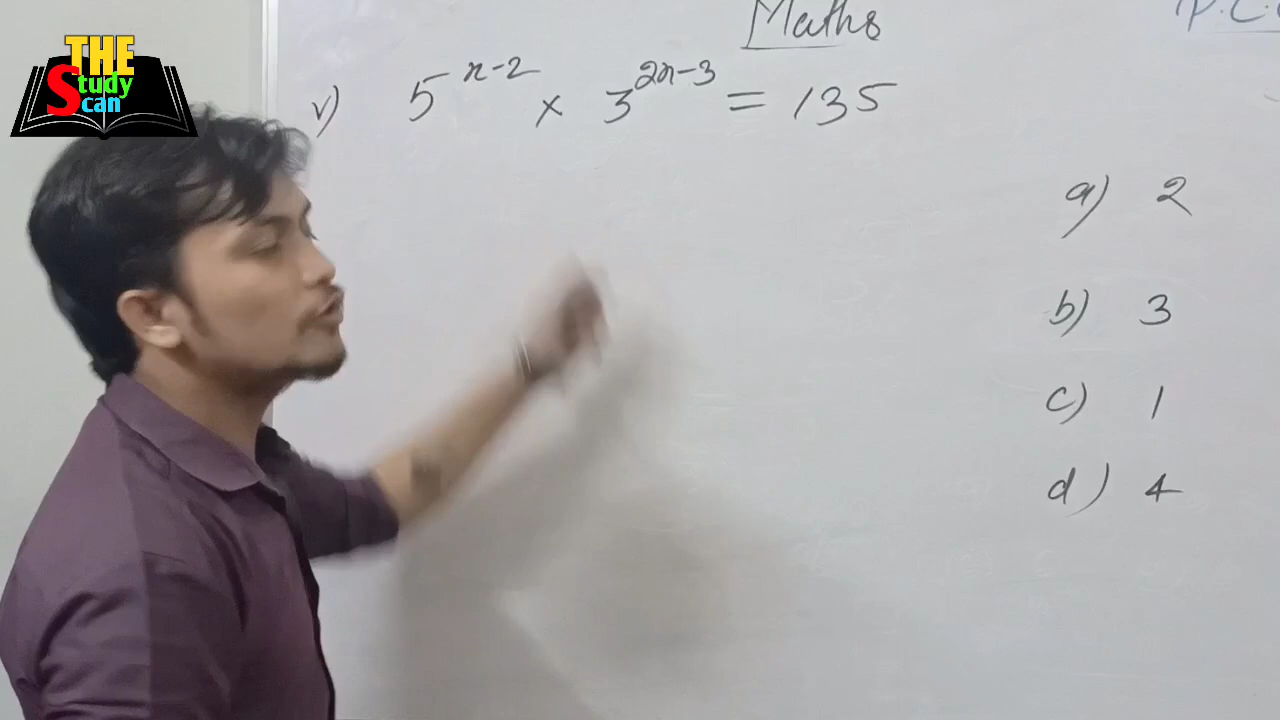 THE
Study
Scan
Maths
P.C.
v) 5^{x-2} × 3^{2x-3} = 135
a) 2
b) 3
c) 1
d) 4